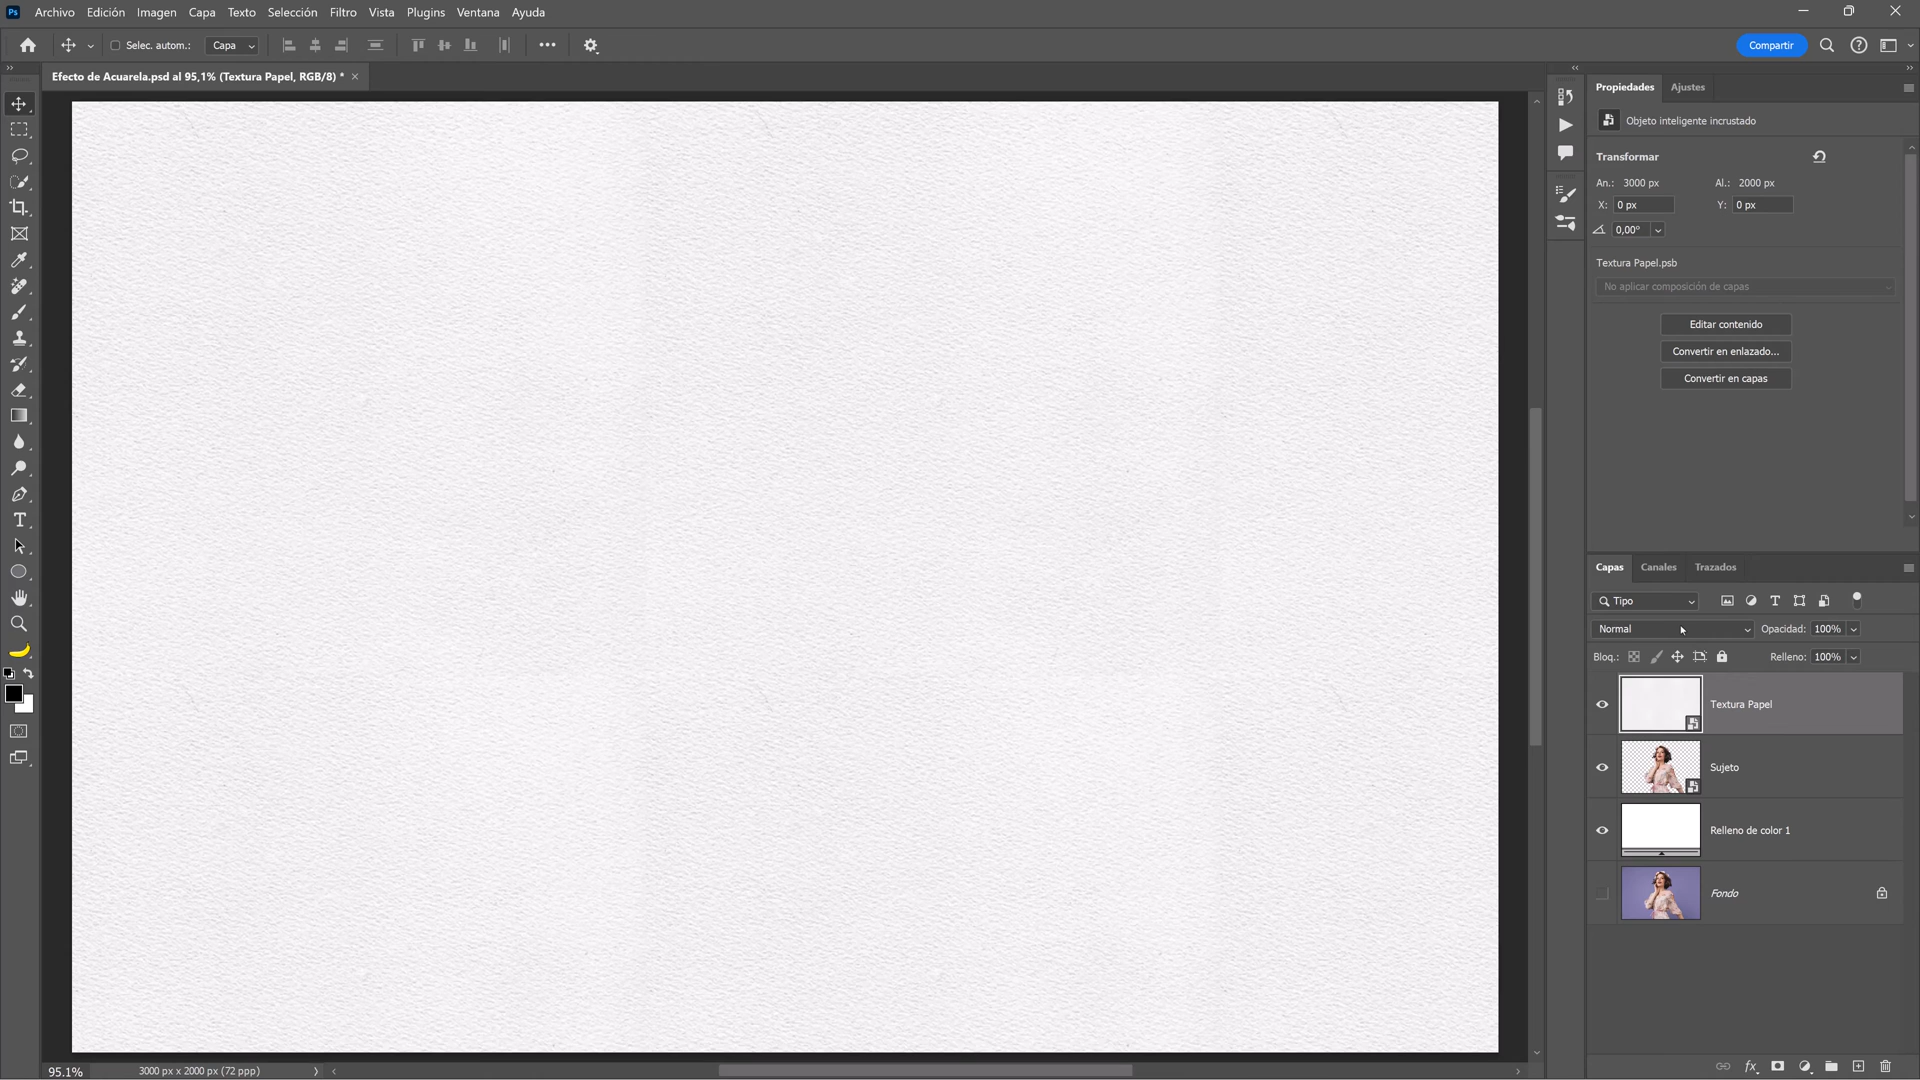 Ps Archivo Edición Imagen Capa Texto Selección Filtro Vista Plugins Ventana Ayuda
Selec. autom.: Capa Compartir
Efecto de Acuarela.psd al 95,1% (Textura Papel, RGB/8) *
Propiedades Ajustes
Objeto inteligente incrustado
Transformar
An.: 3000 px Al.: 2000 px
X: 0 px Y: 0 px
0,00°
Textura Papel.psb
No aplicar composición de capas
Editar contenido
Convertir en enlazado...
Convertir en capas
Capas Canales Trazados
Tipo
Normal Opacidad: 100%
Bloq.: Relleno: 100%
Textura Papel
Sujeto
Relleno de color 1
Fondo
95.1% 3000 px x 2000 px (72 ppp)